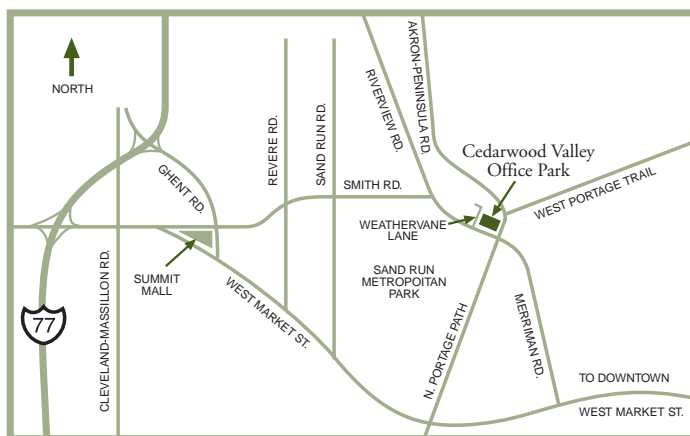 NORTH
AKRON-PENINSULA RD.
RIVERVIEW RD.
REVERE RD.
SAND RUN RD.
GHENT RD.
SMITH RD.
Cedarwood Valley
Office Park
WEST PORTAGE TRAIL
WEATHERVANE
LANE
SUMMIT
MALL
SAND RUN
METROPOITAN
PARK
CLEVELAND-MASSILLON RD.
77
WEST MARKET ST.
N. PORTAGE PATH
MERRIMAN RD.
TO DOWNTOWN
WEST MARKET ST.